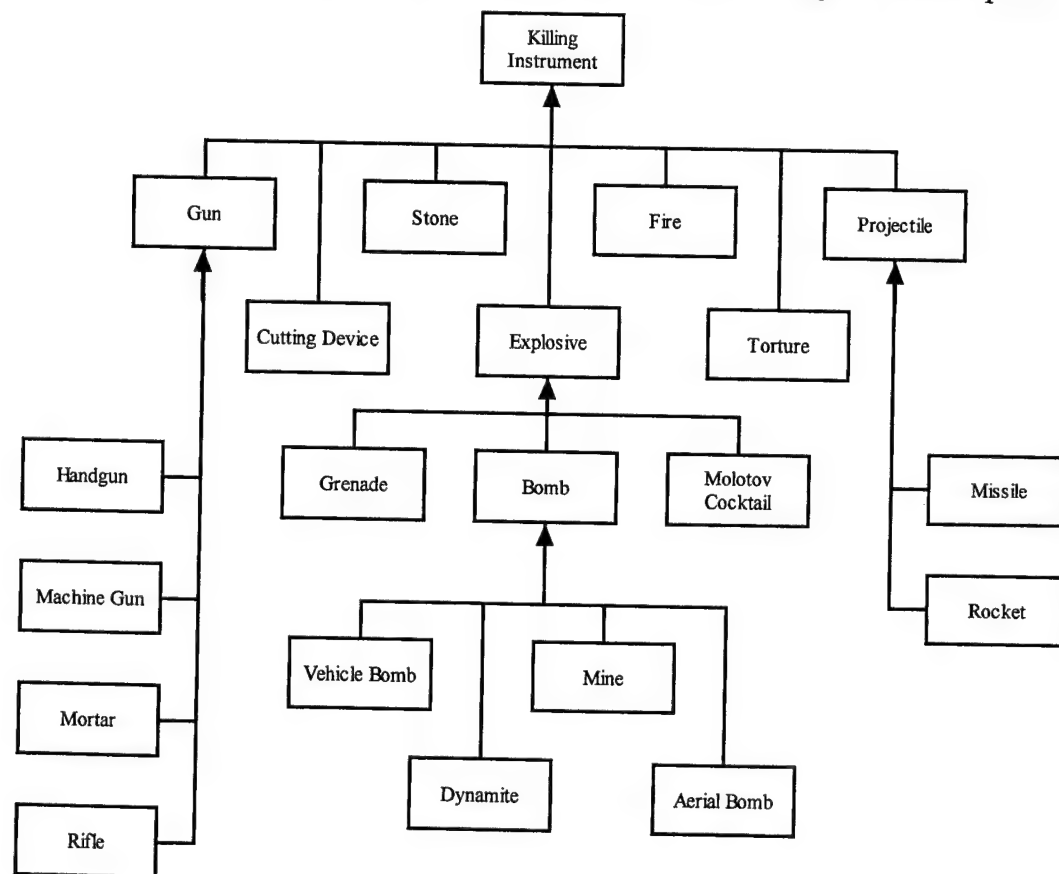 Killing
Instrument
Gun
Stone
Fire
Projectile
Cutting Device
Explosive
Torture
Handgun
Grenade
Bomb
Molotov
Cocktail
Missile
Machine Gun
Rocket
Vehicle Bomb
Mine
Mortar
Dynamite
Aerial Bomb
Rifle